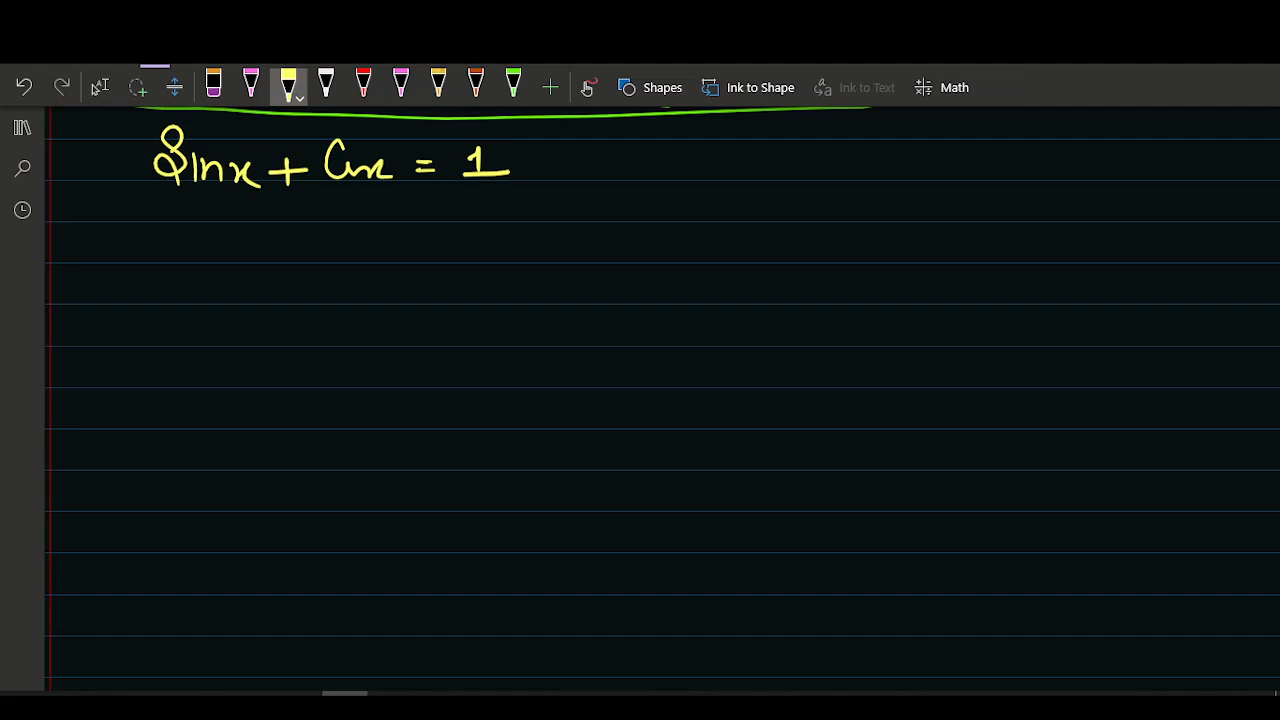 Shapes Ink to Shape Ink to Text Math
Sinx + Cosx = 1